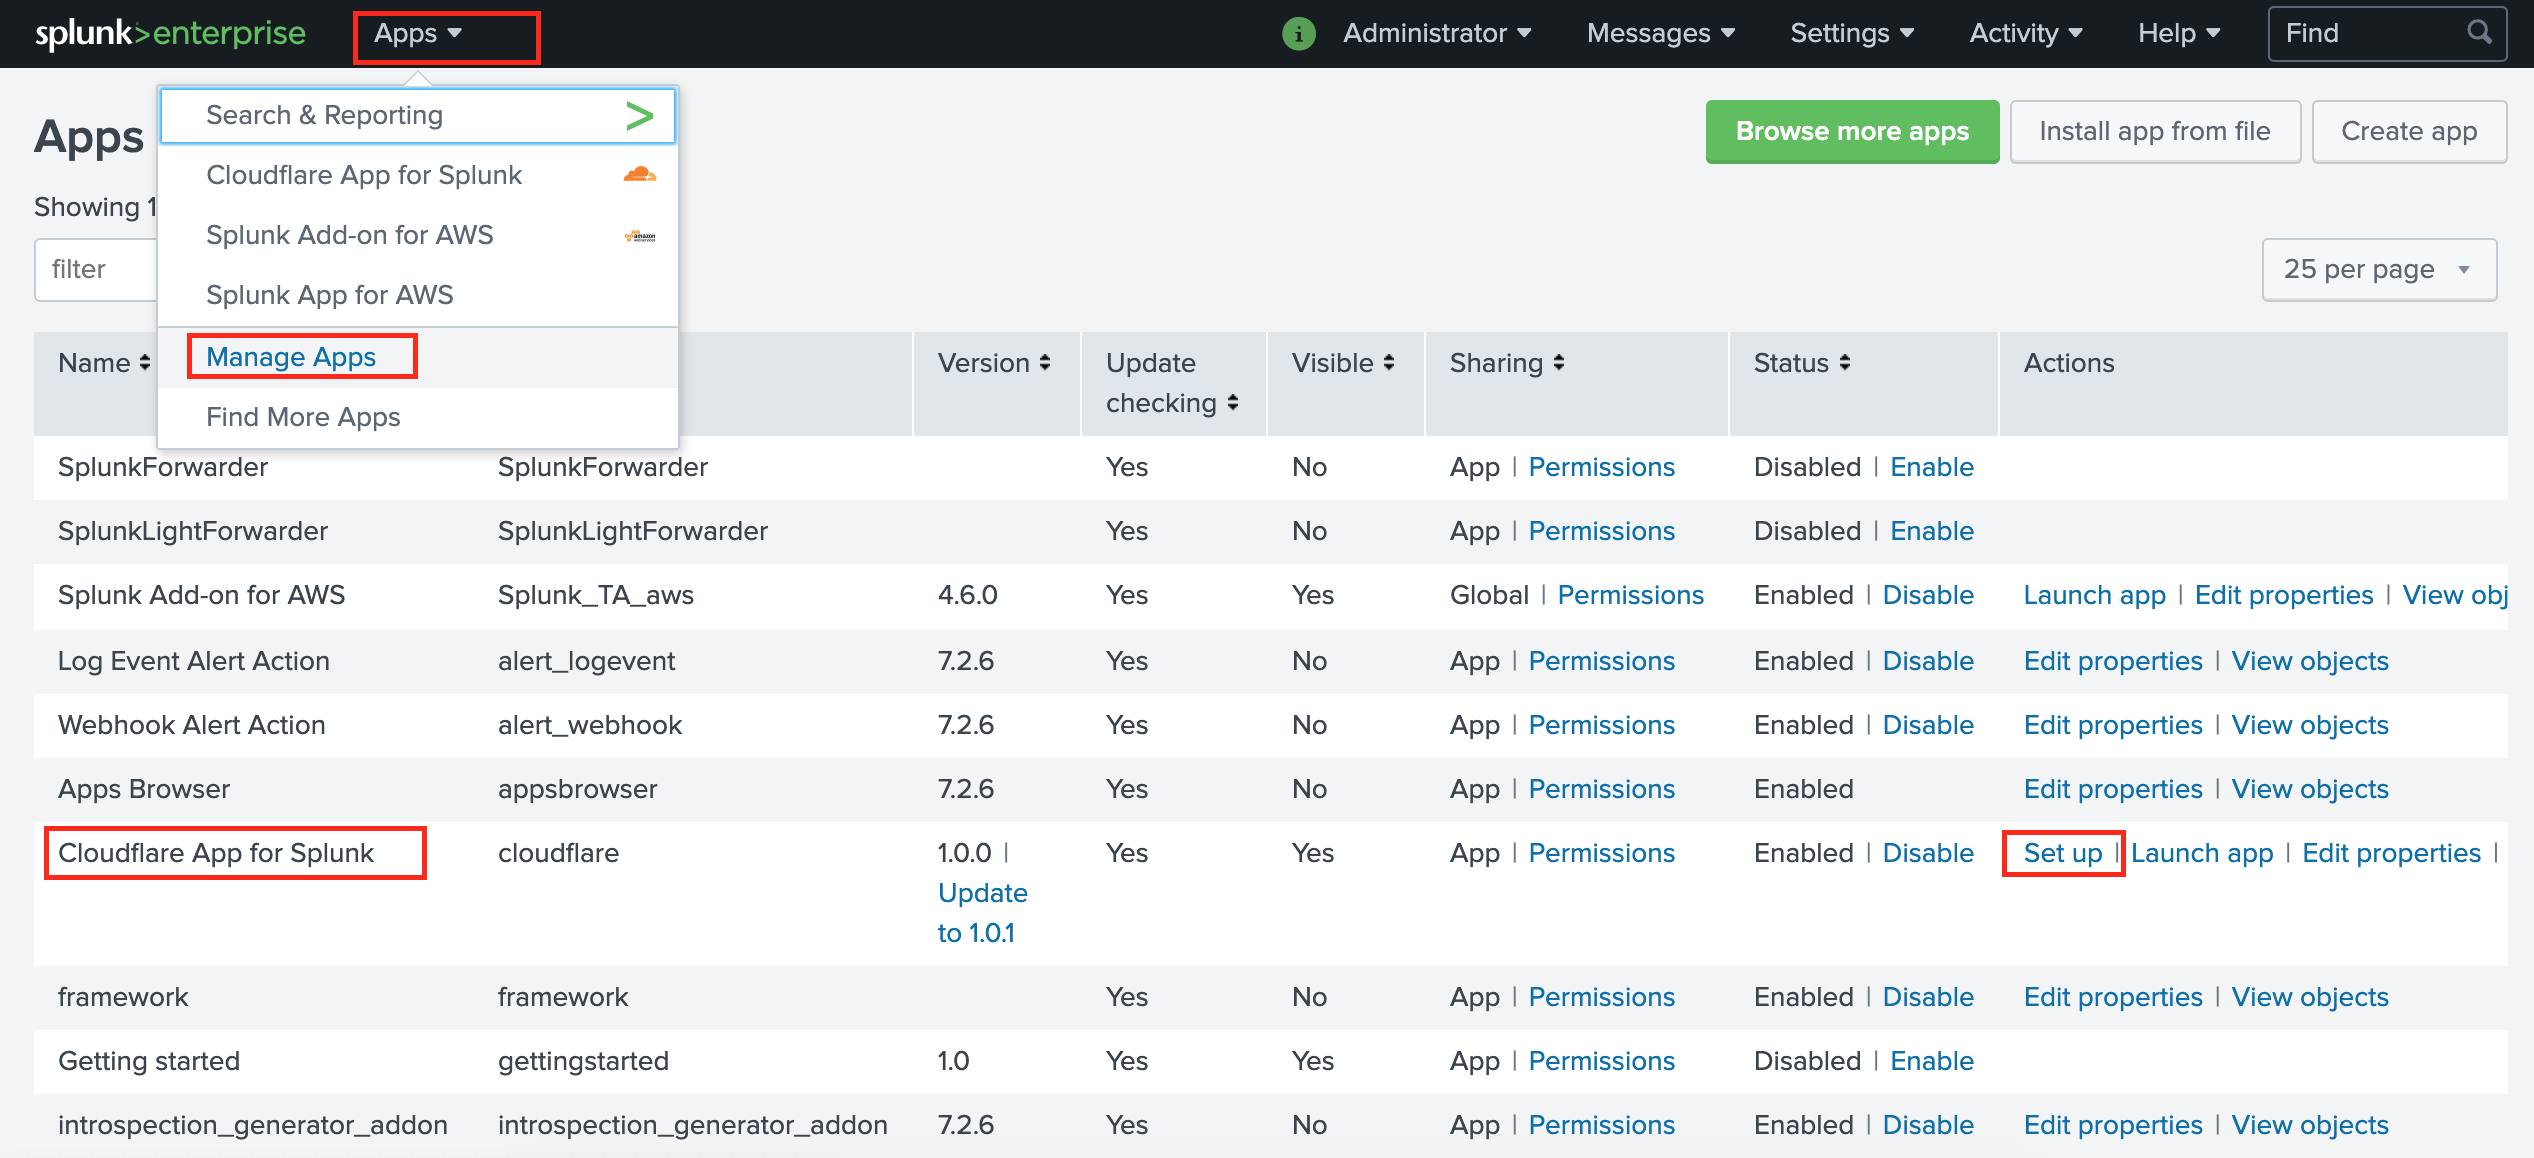 splunk>enterprise Apps Administrator Messages Settings Activity Help Find
Search & Reporting >
Cloudflare App for Splunk
Splunk Add-on for AWS amazon
Splunk App for AWS
Manage Apps
Find More Apps
Apps Browse more apps Install app from file Create app
Showing 1
filter 25 per page
Name Version Update checking Visible Sharing Status Actions
SplunkForwarder SplunkForwarder Yes No App | Permissions Disabled | Enable
SplunkLightForwarder SplunkLightForwarder Yes No App | Permissions Disabled | Enable
Splunk Add-on for AWS Splunk_TA_aws 4.6.0 Yes Yes Global | Permissions Enabled | Disable Launch app | Edit properties | View obj
Log Event Alert Action alert_logevent 7.2.6 Yes No App | Permissions Enabled | Disable Edit properties | View objects
Webhook Alert Action alert_webhook 7.2.6 Yes No App | Permissions Enabled | Disable Edit properties | View objects
Apps Browser appsbrowser 7.2.6 Yes No App | Permissions Enabled Edit properties | View objects
Cloudflare App for Splunk cloudflare 1.0.0 | Yes Yes App | Permissions Enabled | Disable Set up | Launch app | Edit properties |
Update
to 1.0.1
framework framework Yes No App | Permissions Enabled | Disable Edit properties | View objects
Getting started gettingstarted 1.0 Yes Yes App | Permissions Disabled | Enable
introspection_generator_addon introspection_generator_addon 7.2.6 Yes No App | Permissions Enabled | Disable Edit properties | View objects